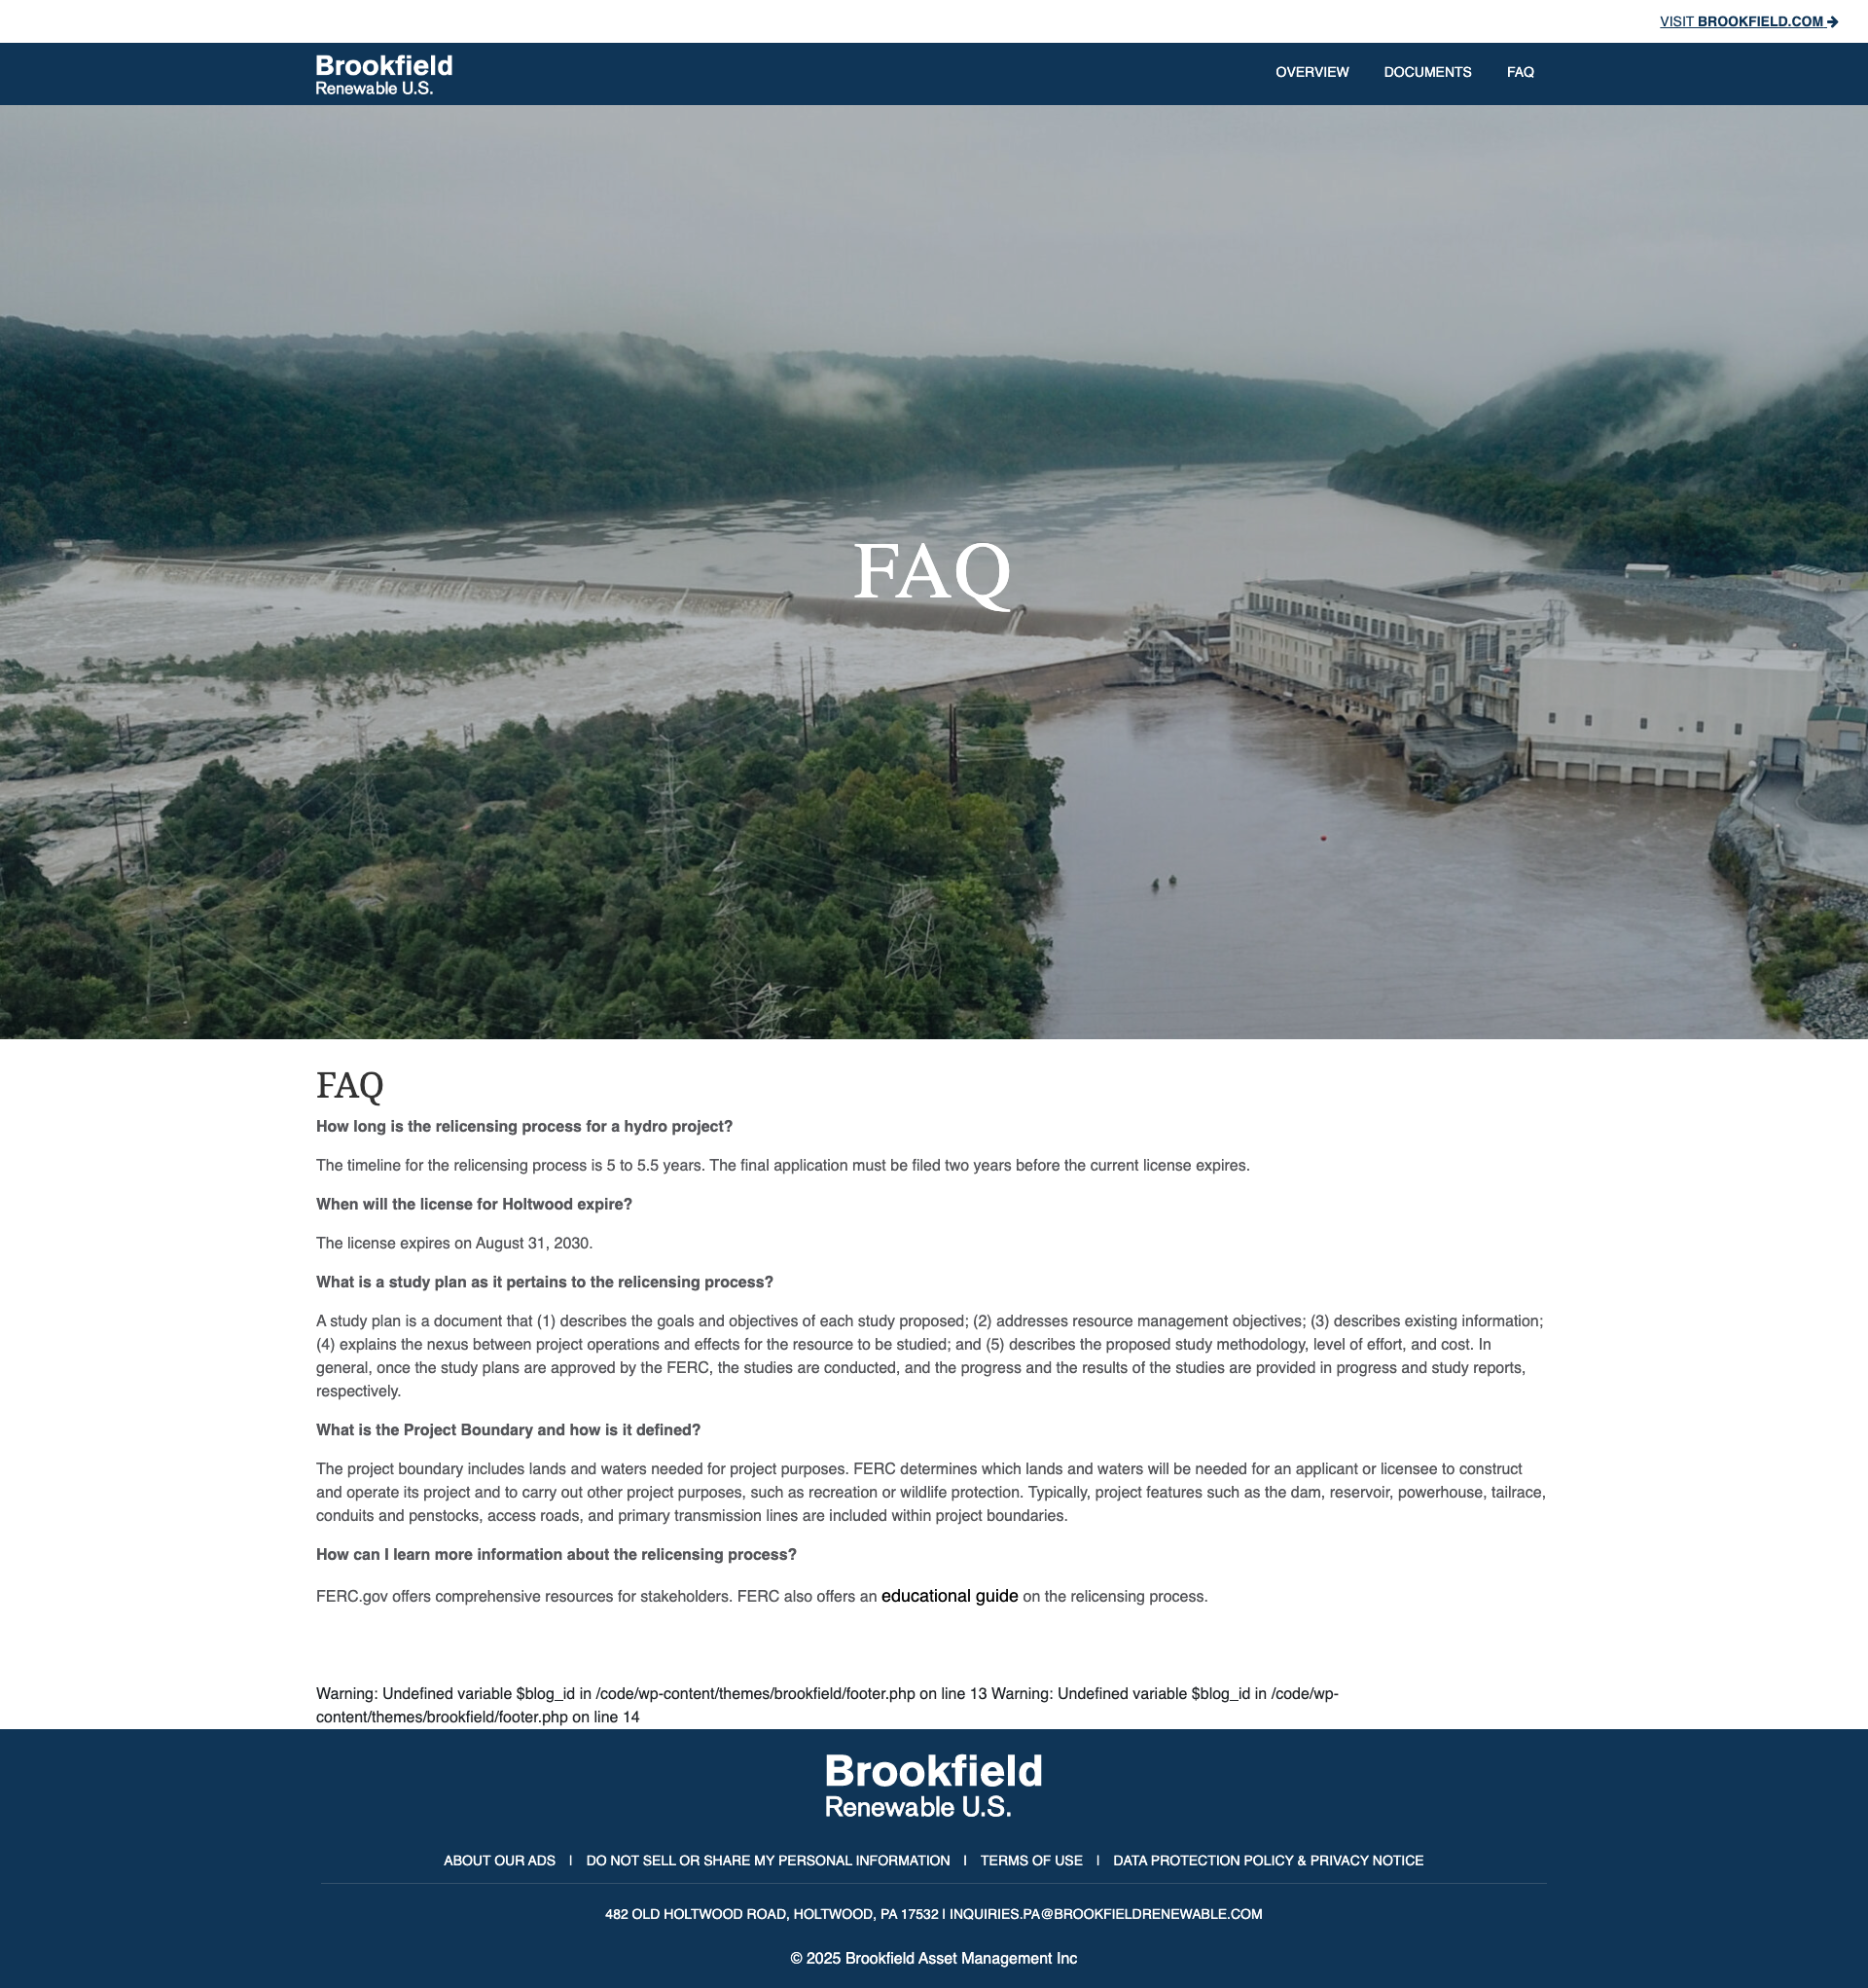 VISIT BROOKFIELD.COM
Brookfield
Renewable U.S.
OVERVIEW DOCUMENTS FAQ
FAQ
FAQ
How long is the relicensing process for a hydro project?
The timeline for the relicensing process is 5 to 5.5 years. The final application must be filed two years before the current license expires.
When will the license for Holtwood expire?
The license expires on August 31, 2030.
What is a study plan as it pertains to the relicensing process?
A study plan is a document that (1) describes the goals and objectives of each study proposed; (2) addresses resource management objectives; (3) describes existing information;
(4) explains the nexus between project operations and effects for the resource to be studied; and (5) describes the proposed study methodology, level of effort, and cost. In
general, once the study plans are approved by the FERC, the studies are conducted, and the progress and the results of the studies are provided in progress and study reports,
respectively.
What is the Project Boundary and how is it defined?
The project boundary includes lands and waters needed for project purposes. FERC determines which lands and waters will be needed for an applicant or licensee to construct
and operate its project and to carry out other project purposes, such as recreation or wildlife protection. Typically, project features such as the dam, reservoir, powerhouse, tailrace,
conduits and penstocks, access roads, and primary transmission lines are included within project boundaries.
How can I learn more information about the relicensing process?
FERC.gov offers comprehensive resources for stakeholders. FERC also offers an educational guide on the relicensing process.
Warning: Undefined variable $blog_id in /code/wp-content/themes/brookfield/footer.php on line 13 Warning: Undefined variable $blog_id in /code/wp-
content/themes/brookfield/footer.php on line 14
Brookfield
Renewable U.S.
ABOUT OUR ADS | DO NOT SELL OR SHARE MY PERSONAL INFORMATION | TERMS OF USE | DATA PROTECTION POLICY & PRIVACY NOTICE
482 OLD HOLTWOOD ROAD, HOLTWOOD, PA 17532 | INQUIRIES.PA@BROOKFIELDRENEWABLE.COM
© 2025 Brookfield Asset Management Inc